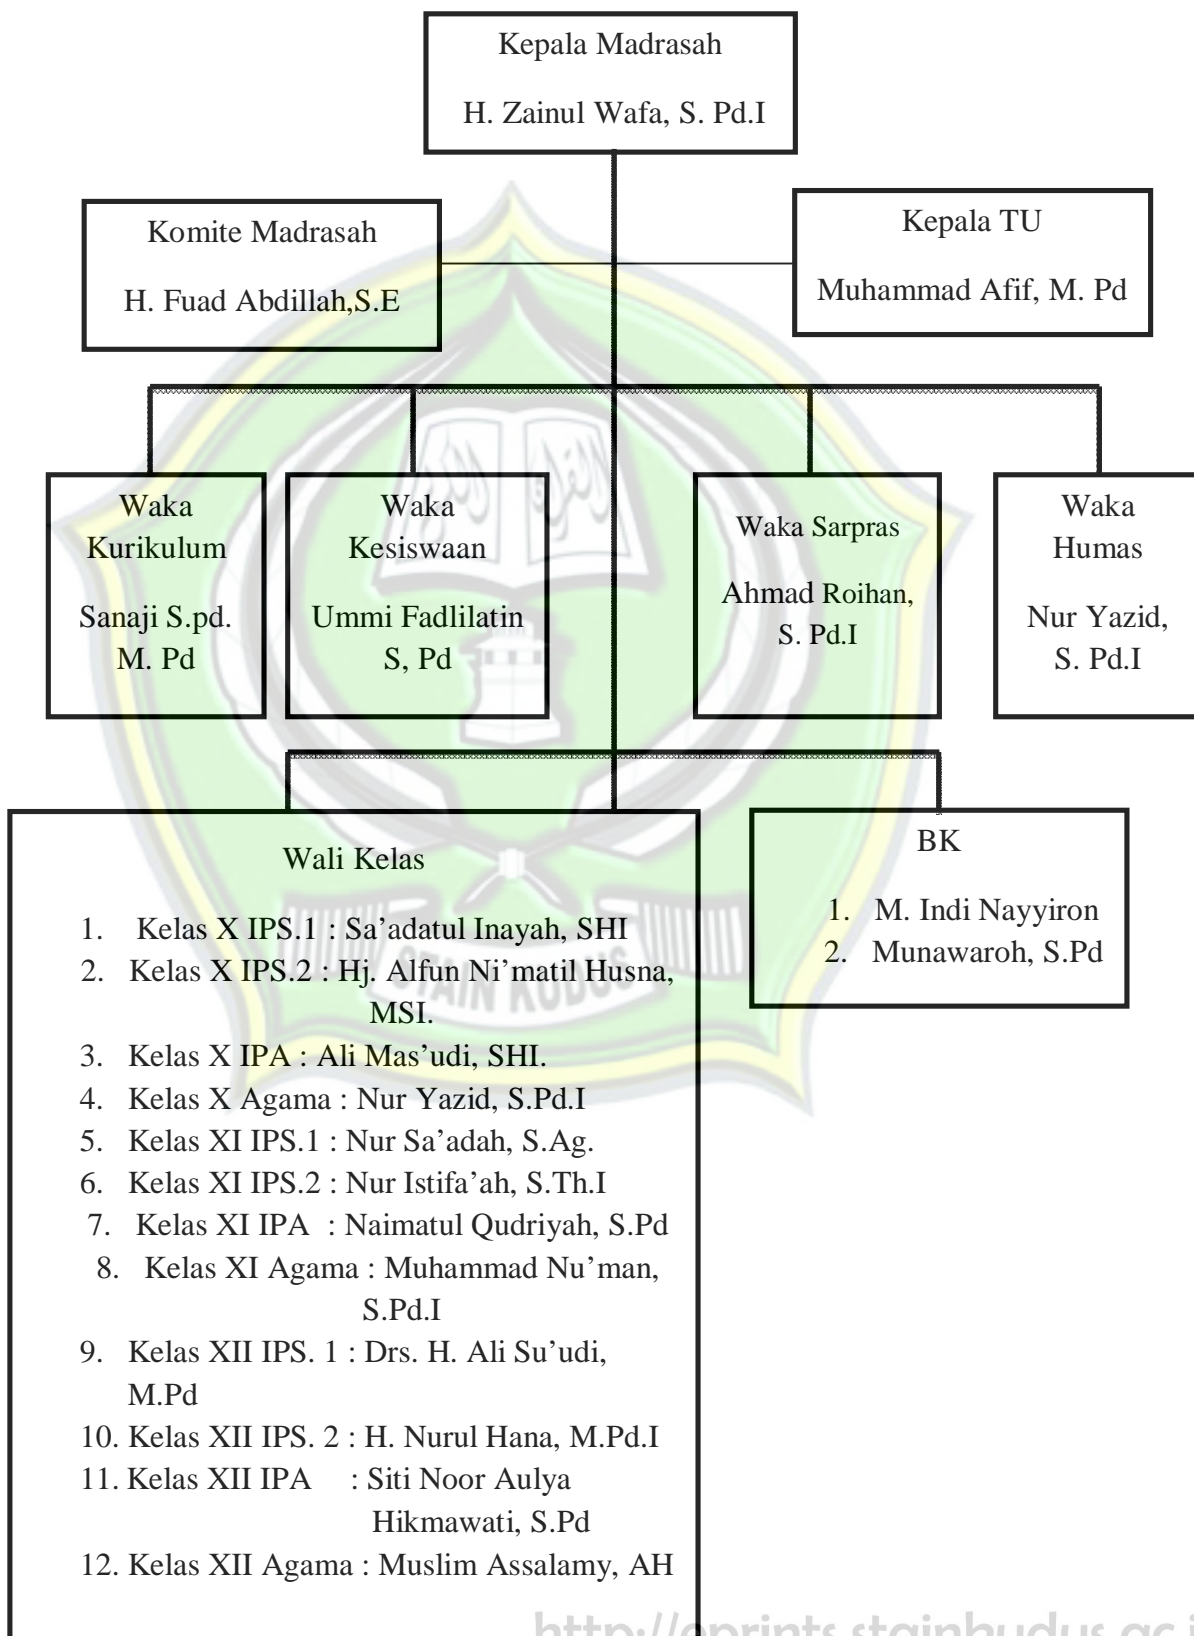 Kepala Madrasah
H. Zainul Wafa, S. Pd.I
Komite Madrasah
H. Fuad Abdillah,S.E
Kepala TU
Muhammad Afif, M. Pd
Waka
Kurikulum
Sanaji S.pd.
M. Pd
Waka
Kesiswaan
Ummi Fadlilatin
S, Pd
Waka Sarpras
Ahmad Roihan,
S. Pd.I
Waka
Humas
Nur Yazid,
S. Pd.I
Wali Kelas
1. Kelas X IPS.1 : Sa’adatul Inayah, SHI
2. Kelas X IPS.2 : Hj. Alfun Ni’matil Husna,
MSI.
3. Kelas X IPA : Ali Mas’udi, SHI.
4. Kelas X Agama : Nur Yazid, S.Pd.I
5. Kelas XI IPS.1 : Nur Sa’adah, S.Ag.
6. Kelas XI IPS.2 : Nur Istifa’ah, S.Th.I
7. Kelas XI IPA : Naimatul Qudriyah, S.Pd
8. Kelas XI Agama : Muhammad Nu’man,
S.Pd.I
9. Kelas XII IPS. 1 : Drs. H. Ali Su’udi,
M.Pd
10. Kelas XII IPS. 2 : H. Nurul Hana, M.Pd.I
11. Kelas XII IPA : Siti Noor Aulya
Hikmawati, S.Pd
12. Kelas XII Agama : Muslim Assalamy, AH
BK
1. M. Indi Nayyiron
2. Munawaroh, S.Pd
STAIN KUDUS